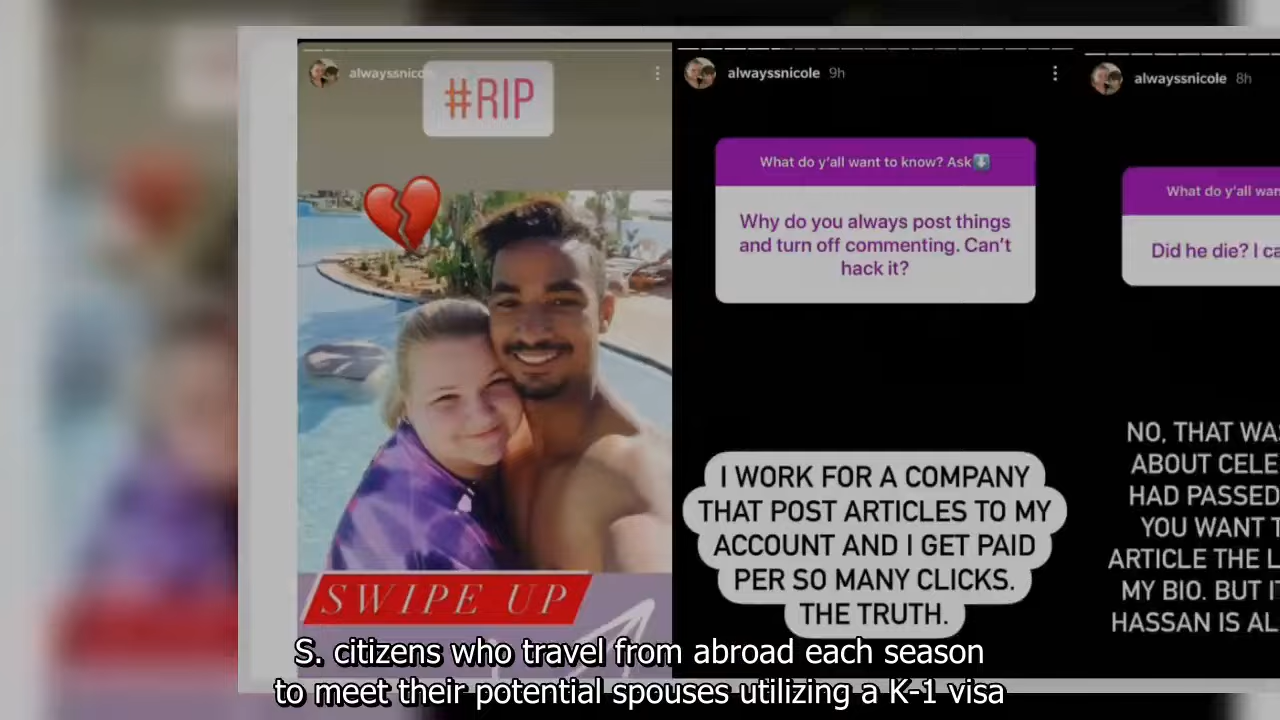 alwayssnico
#RIP
SWIPE UP
alwayssnicole 9h
What do y'all want to know? Ask
Why do you always post things
and turn off commenting. Can't
hack it?
I WORK FOR A COMPANY
THAT POST ARTICLES TO MY
ACCOUNT AND I GET PAID
PER SO MANY CLICKS.
THE TRUTH.
alwayssnicole 8h
What do y'all wan
Did he die? I ca
NO, THAT WAS
ABOUT CELE
HAD PASSED
YOU WANT T
ARTICLE THE L
MY BIO. BUT I
HASSAN IS AL
S. citizens who travel from abroad each season
to meet their potential spouses utilizing a K-1 visa